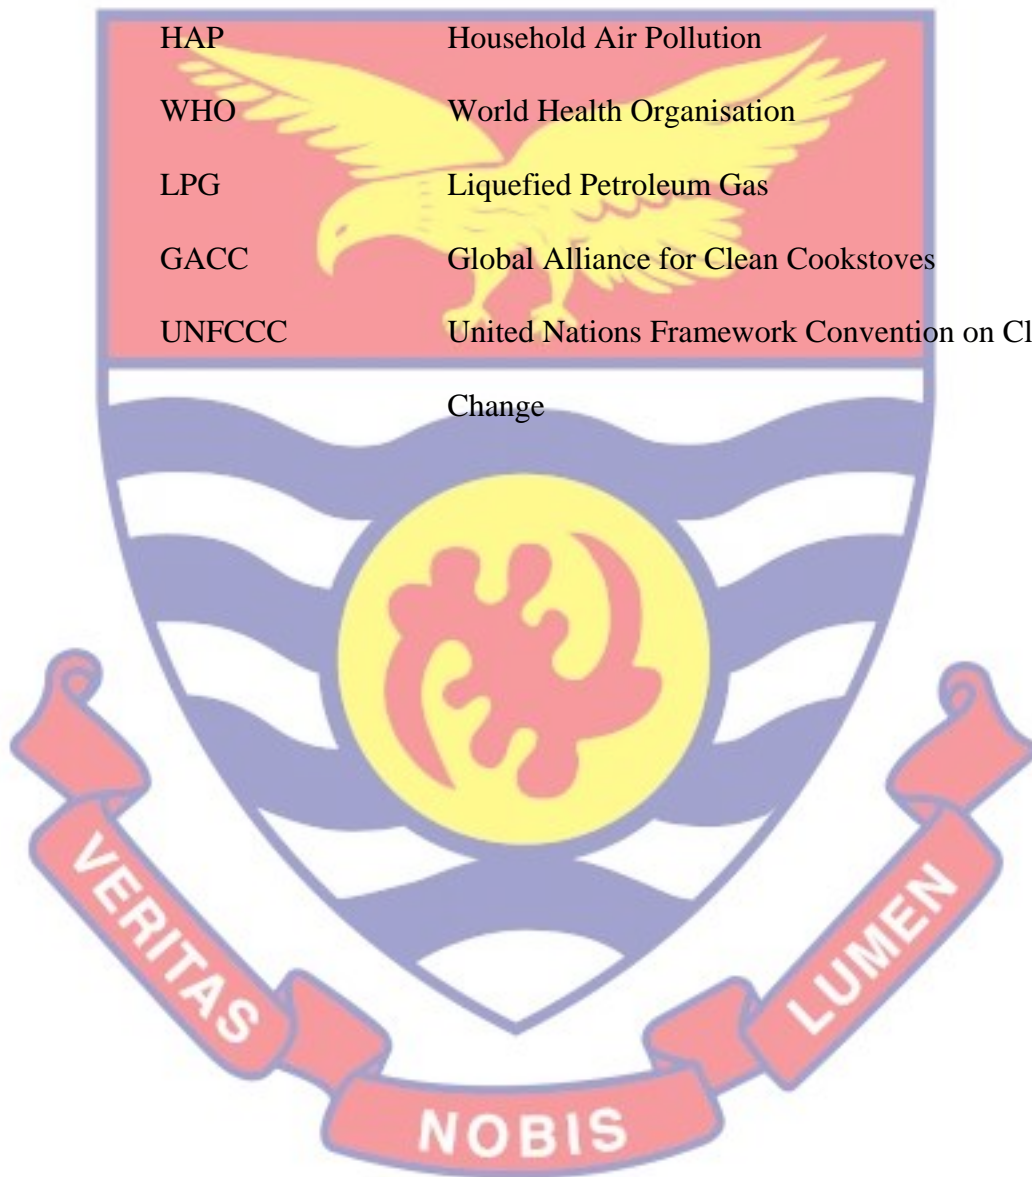 HAP Household Air Pollution
WHO World Health Organisation
LPG Liquefied Petroleum Gas
GACC Global Alliance for Clean Cookstoves
UNFCCC United Nations Framework Convention on Cl
Change
VERITAS
NOBIS
LUMEN